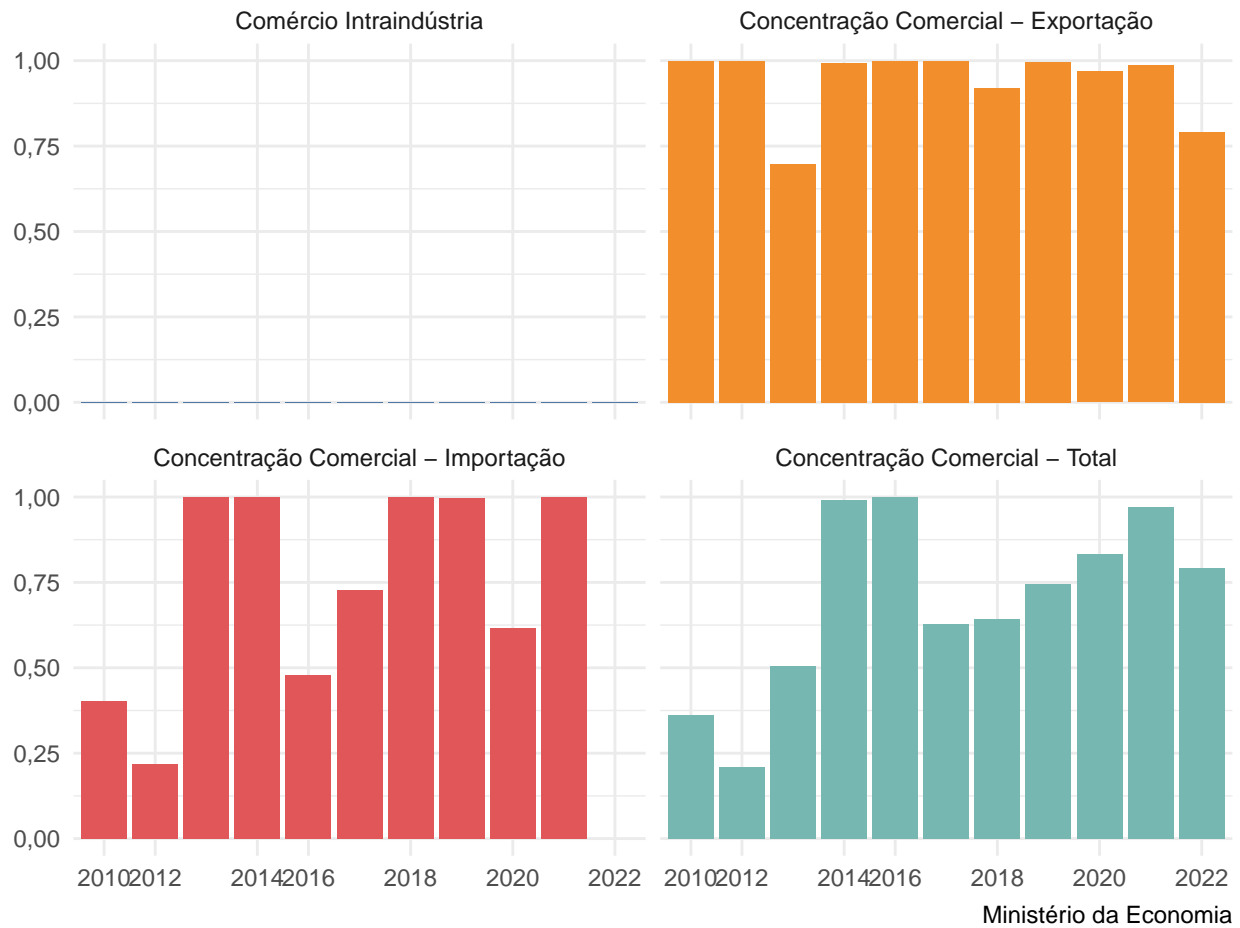 Comércio Intraindústria
Concentração Comercial – Exportação
1,00
0,75
0,50
0,25
0,00
Concentração Comercial – Importação
Concentração Comercial – Total
1,00
0,75
0,50
0,25
0,00
2010 2012 2014 2016 2018 2020 2022
2010 2012 2014 2016 2018 2020 2022
Ministério da Economia